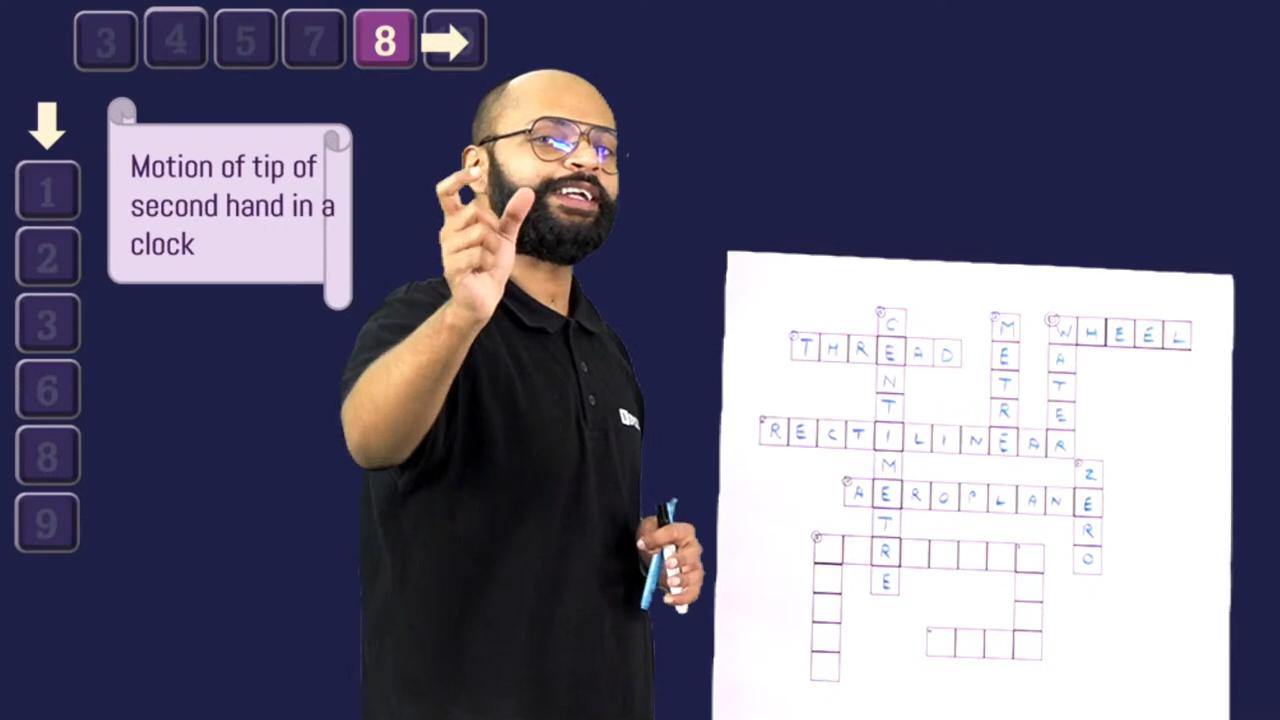 3 4 5 7 8
1
2
3
6
8
9
Motion of tip of
second hand in a
clock
CENTIMETRE
METRE
WHEEL
THREAD
WATER
RECTILINEAR
ZERO
AEROPLANE